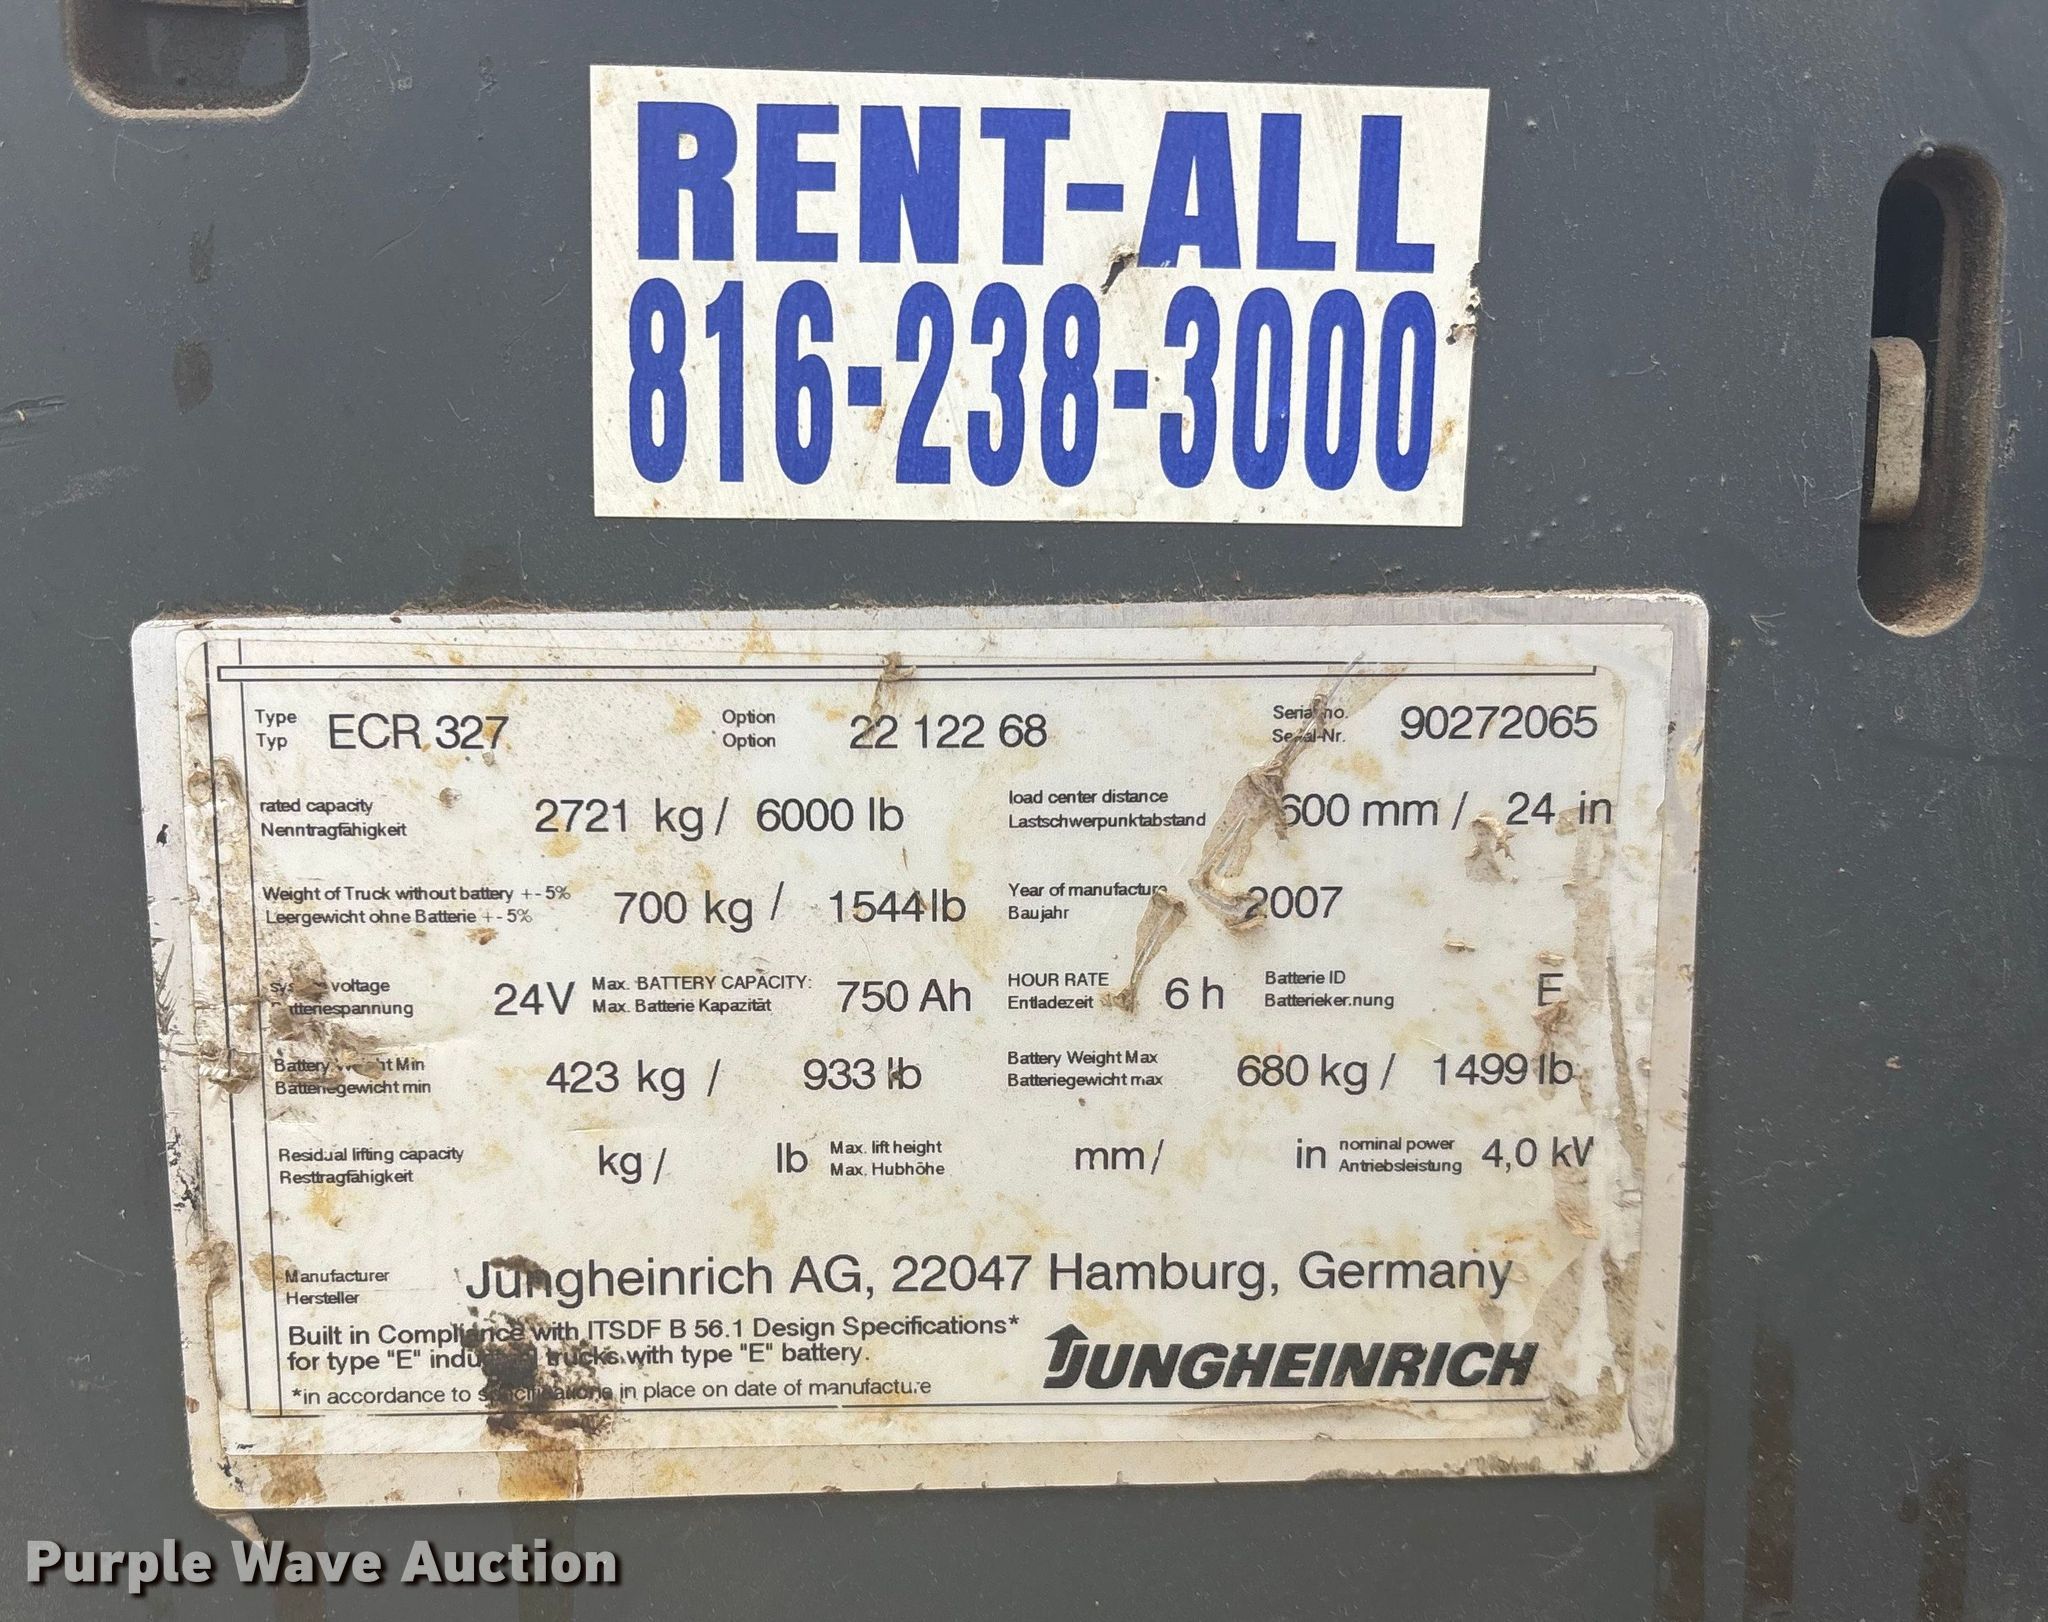 RENT-ALL
816-238-3000
Type ECR 327 Option 22 122 68 Serial no. 90272065
Typ Option Serial-Nr.
rated capacity 2721 kg / 6000 lb load center distance 600 mm / 24 in
Nenntragfähigkeit Lastschwerpunktabstand
Weight of Truck without battery +-5% 700 kg / 1544 lb Year of manufacture 2007
Leergewicht ohne Batterie +-5% Baujahr
system voltage 24V Max. BATTERY CAPACITY: 750 Ah HOUR RATE 6 h Batterie ID E
Batteriespannung Max. Batterie Kapazität Entladezeit Batterieker.nung
Battery Weight Min 423 kg / 933 lb Battery Weight Max 680 kg / 1499 lb
Batteriegewicht min Batteriegewicht max
Residual lifting capacity kg / lb Max. lift height mm / in nominal power 4,0 kV
Resttragfähigkeit Max. Hubhöhe Antriebsleistung
Manufacturer Jungheinrich AG, 22047 Hamburg, Germany
Hersteller
Built in Compliance with ITSDF B 56.1 Design Specifications*
for type "E" industrial trucks with type "E" battery.
*in accordance to specifications in place on date of manufacture
JUNGHEINRICH
Purple Wave Auction